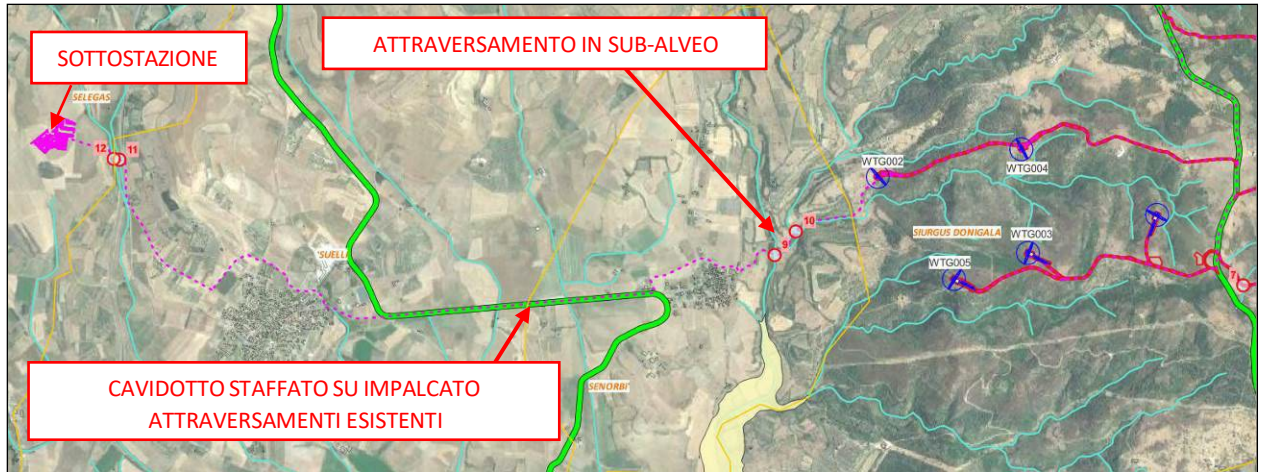 SOTTOSTAZIONE
ATTRAVERSAMENTO IN SUB-ALVEO
SELEGAS
12
11
WTG002
WTG004
10
9
SIURGUS DONIGALA
WTG003
WTG005
7
SUELLI
CAVIDOTTO STAFFATO SU IMPALCATO
ATTRAVERSAMENTI ESISTENTI
SENORBI'